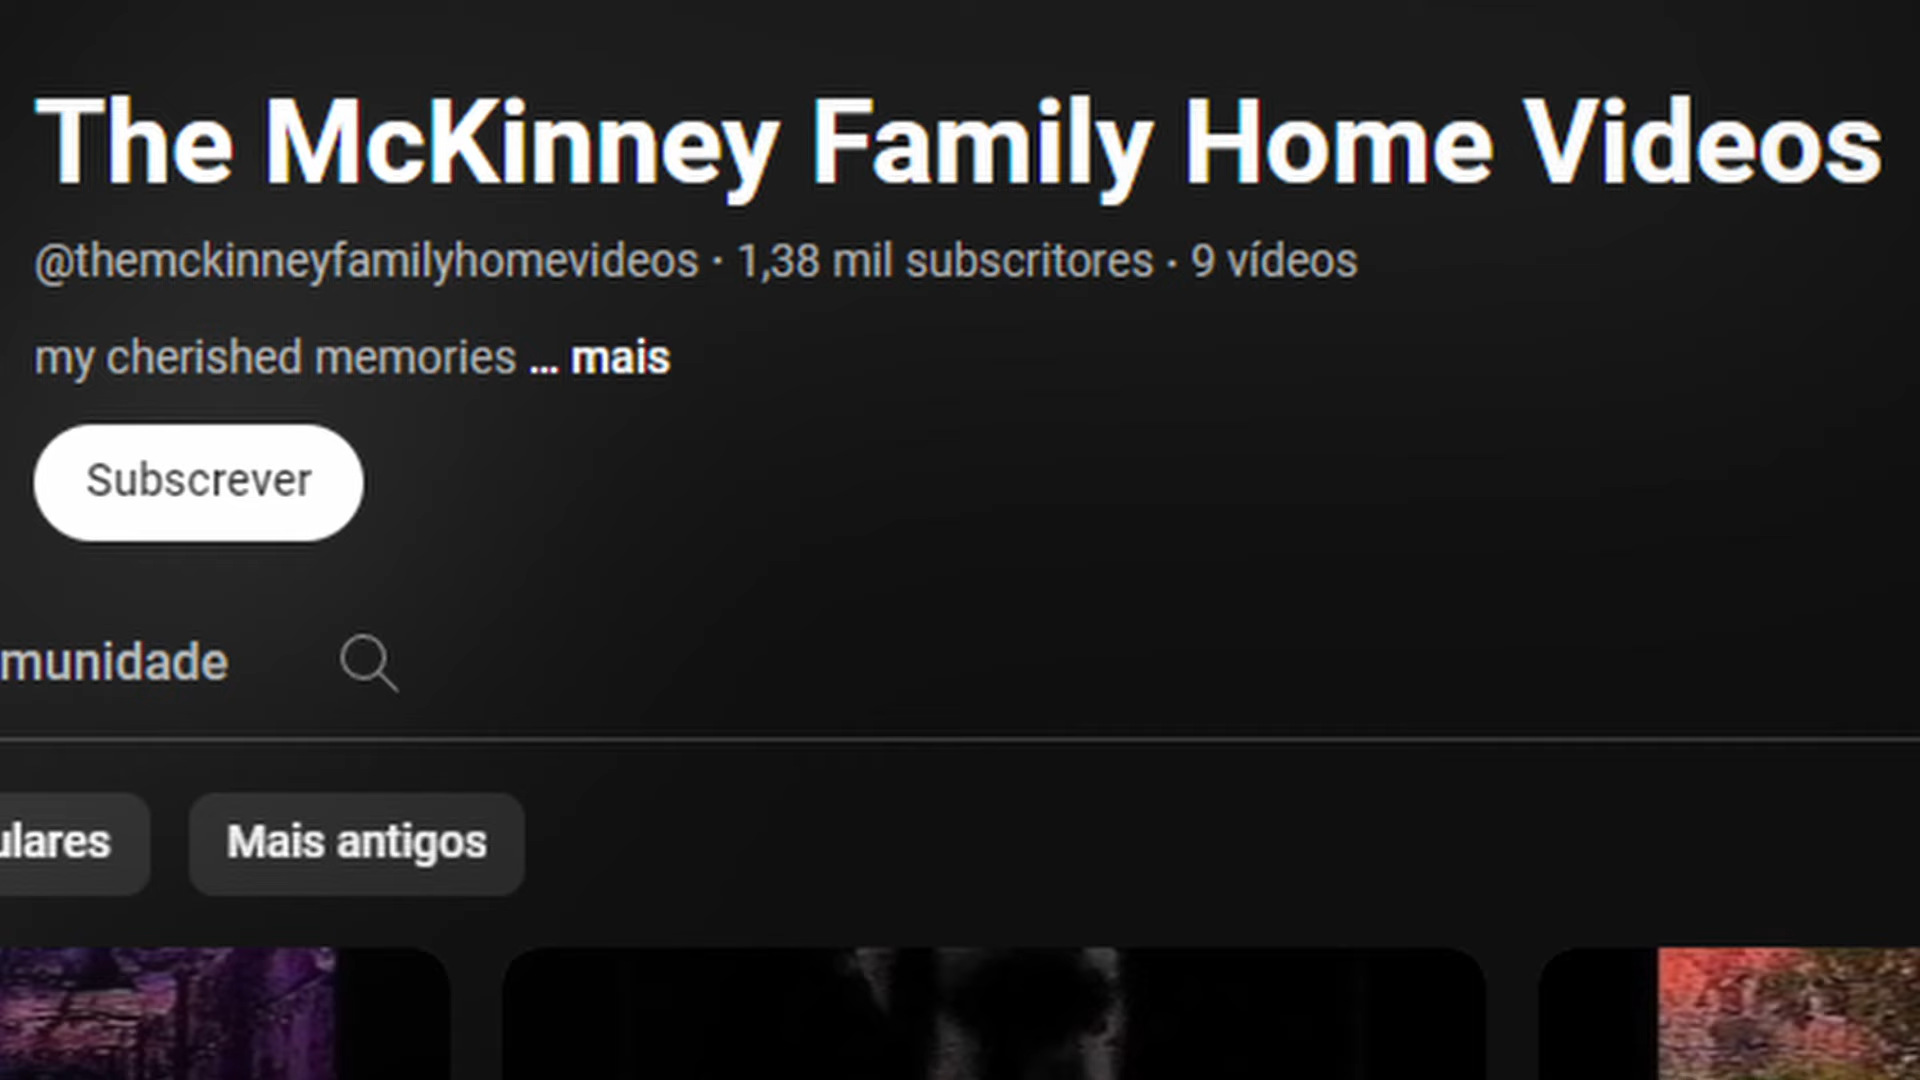 The McKinney Family Home Videos
@themckinneyfamilyhomevideos · 1,38 mil subscritores · 9 vídeos
my cherished memories ... mais
Subscrever
munidade
ulares
Mais antigos